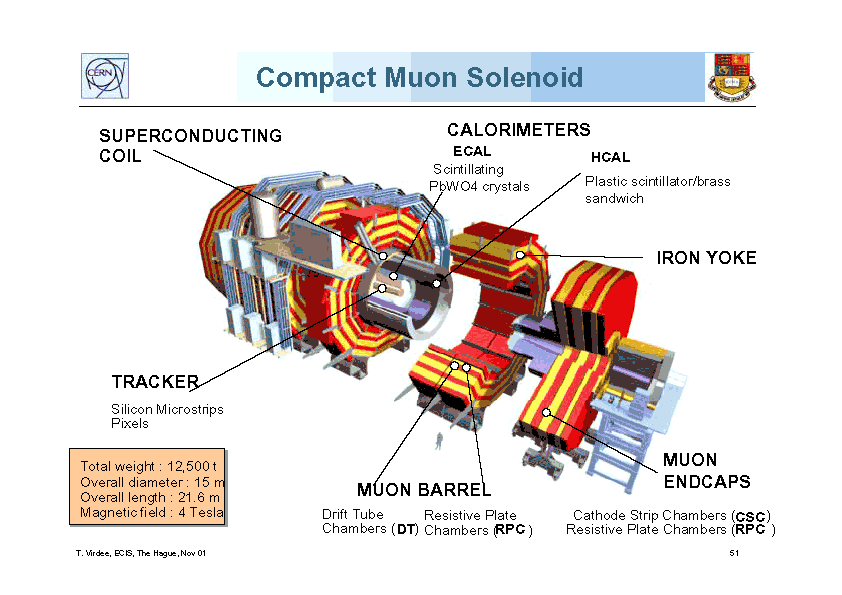 CERN
Compact Muon Solenoid
SUPERCONDUCTING
COIL
CALORIMETERS
ECAL
Scintillating
PbWO4 crystals
HCAL
Plastic scintillator/brass
sandwich
IRON YOKE
TRACKER
Silicon Microstrips
Pixels
Total weight : 12,500 t
Overall diameter : 15 m
Overall length : 21.6 m
Magnetic field : 4 Tesla
MUON BARREL
Drift Tube
Chambers (DT)
Resistive Plate
Chambers (RPC )
MUON
ENDCAPS
Cathode Strip Chambers (CSC)
Resistive Plate Chambers (RPC )
T. Virdee, ECIS, The Hague, Nov 01
51